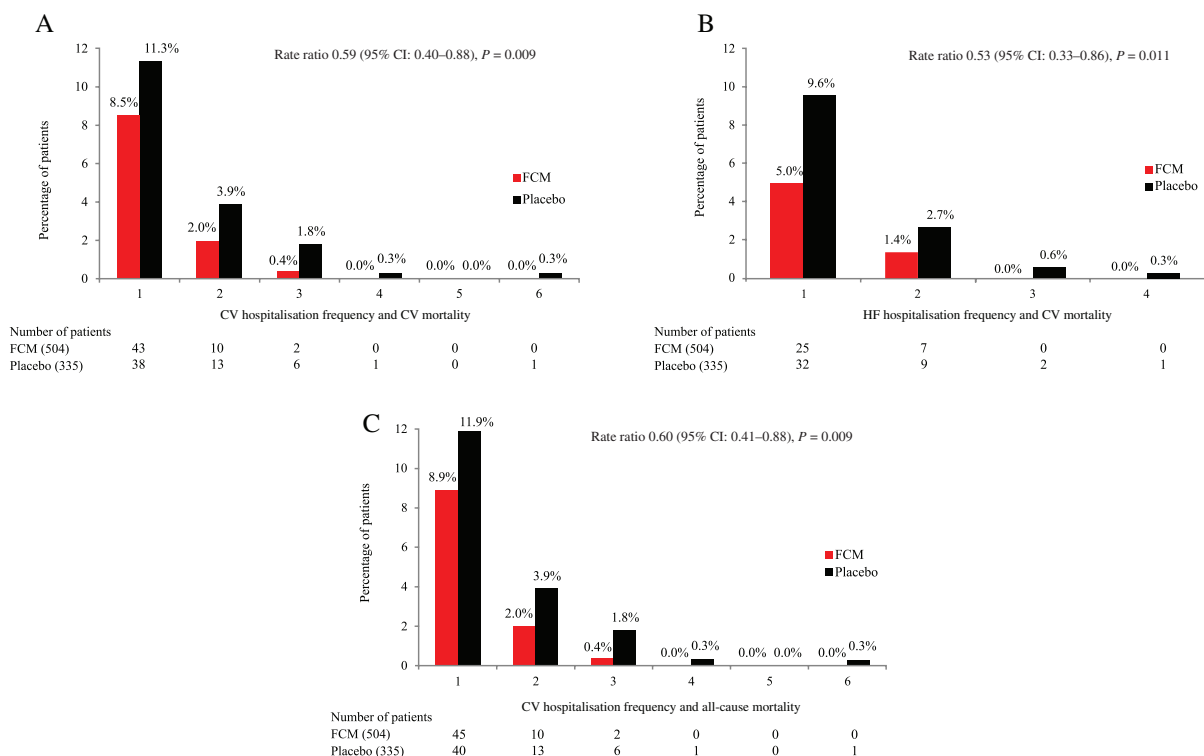 A
Rate ratio 0.59 (95% CI: 0.40–0.88), P = 0.009
Percentage of patients
12
10
8
6
4
2
0
8.5% 11.3%
2.0% 3.9%
0.4% 1.8%
0.0% 0.3%
0.0% 0.0%
0.0% 0.3%
FCM
Placebo
1 2 3 4 5 6
CV hospitalisation frequency and CV mortality
Number of patients
FCM (504) 43 10 2 0 0 0
Placebo (335) 38 13 6 1 0 1
B
Rate ratio 0.53 (95% CI: 0.33–0.86), P = 0.011
Percentage of patients
12
10
8
6
4
2
0
5.0% 9.6%
1.4% 2.7%
0.0% 0.6%
0.0% 0.3%
FCM
Placebo
1 2 3 4
HF hospitalisation frequency and CV mortality
Number of patients
FCM (504) 25 7 0 0
Placebo (335) 32 9 2 1
C
Rate ratio 0.60 (95% CI: 0.41–0.88), P = 0.009
Percentage of patients
12
10
8
6
4
2
0
8.9% 11.9%
2.0% 3.9%
0.4% 1.8%
0.0% 0.3%
0.0% 0.0%
0.0% 0.3%
FCM
Placebo
1 2 3 4 5 6
CV hospitalisation frequency and all-cause mortality
Number of patients
FCM (504) 45 10 2 0 0 0
Placebo (335) 40 13 6 1 0 1